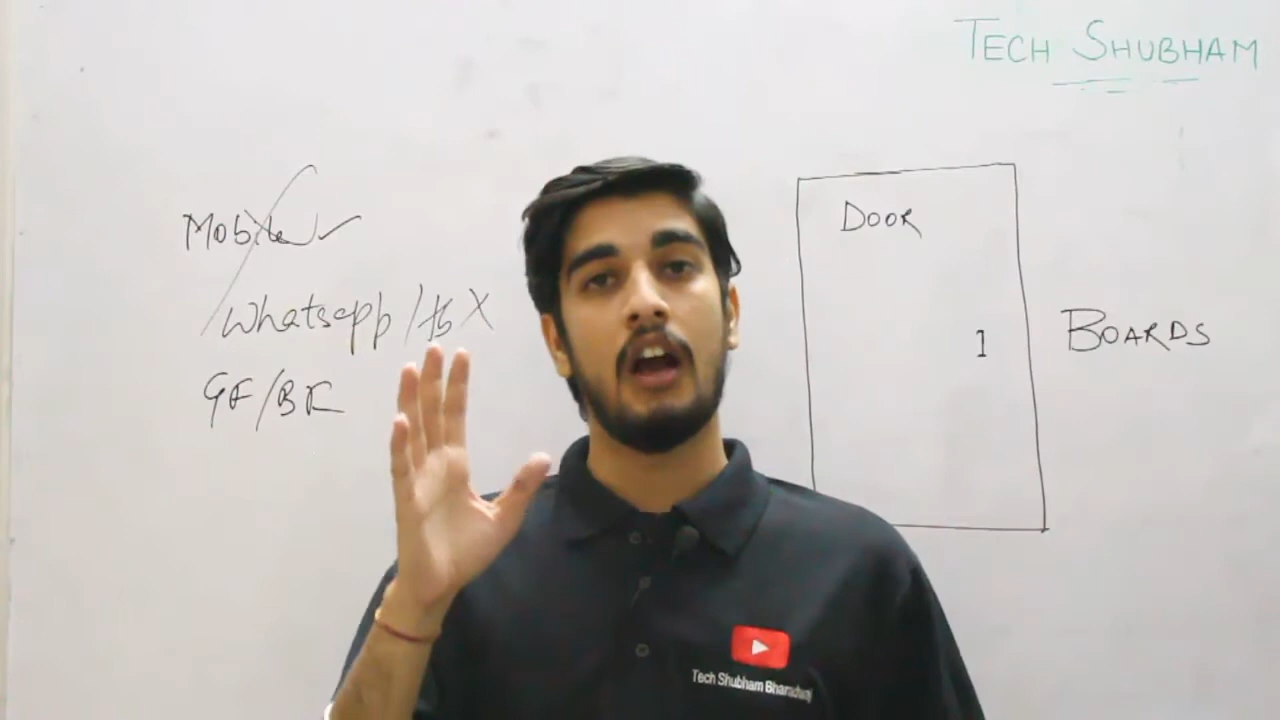 TECH SHUBHAM
Mobile
Whatsapp/fb X
GF/BF
DOOR
1
BOARDS
Tech Shubham Bharadwaj